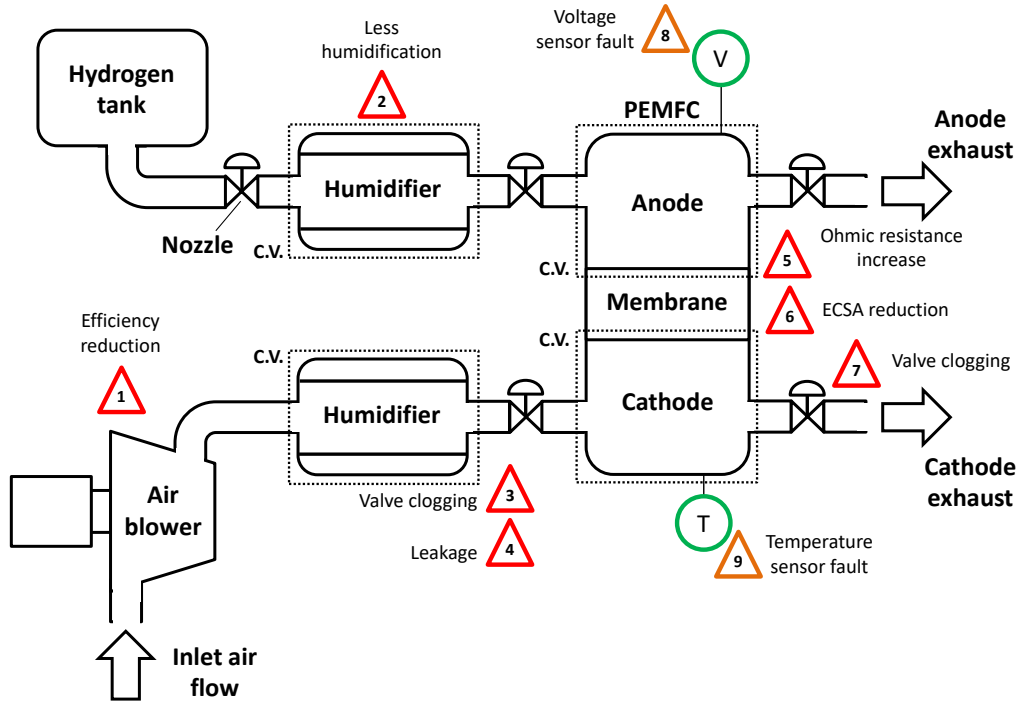 Voltage
sensor fault
8
V
Less
humidification
2
Hydrogen
tank
PEMFC
Anode
exhaust
Humidifier
Anode
Nozzle
C.V.
C.V.
5
Ohmic resistance
increase
Membrane
6
ECSA reduction
Efficiency
reduction
1
C.V.
C.V.
7
Valve clogging
Humidifier
Cathode
Air
blower
Valve clogging
3
Leakage
4
Cathode
exhaust
T
9
Temperature
sensor fault
Inlet air
flow